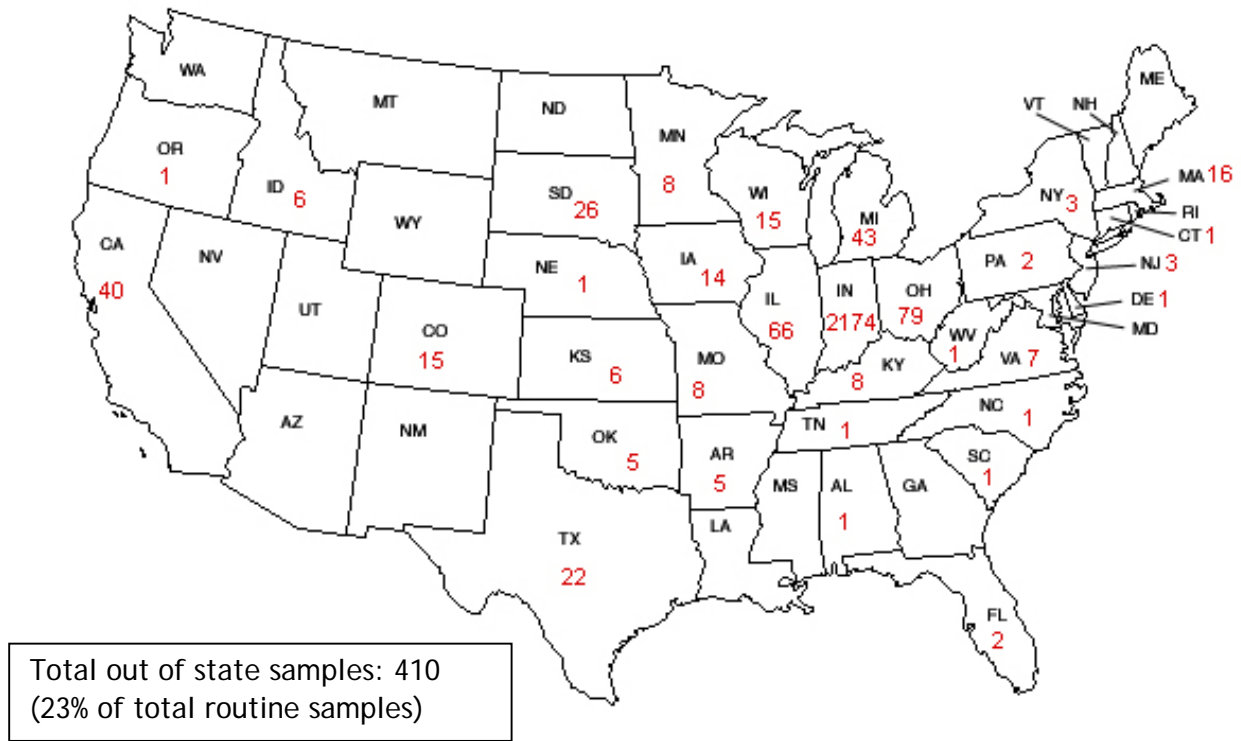 WA
MT
ND
MN
ME
VT
NH
OR
1
ID 6
SD 26
8
WI
15
MI
43
NY 3
MA 16
RI
CT 1
WY
CA
40
NV
NE
1
IA
14
PA 2
NJ 3
DE 1
MD
UT
CO
15
IL
66
IN
2174
OH
79
WV
1
VA 7
KS
6
MO
8
KY
8
AZ
NM
OK
5
AR
5
TN 1
NC
1
SC
1
MS
AL
1
GA
LA
TX
22
FL
2
Total out of state samples: 410
(23% of total routine samples)